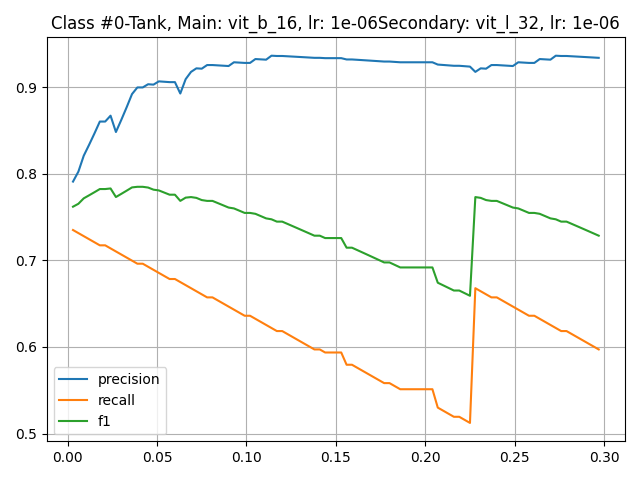 Class #0-Tank, Main: vit_b_16, lr: 1e-06Secondary: vit_l_32, lr: 1e-06
0.9
0.8
0.7
0.6
0.5
precision
recall
f1
0.00 0.05 0.10 0.15 0.20 0.25 0.30